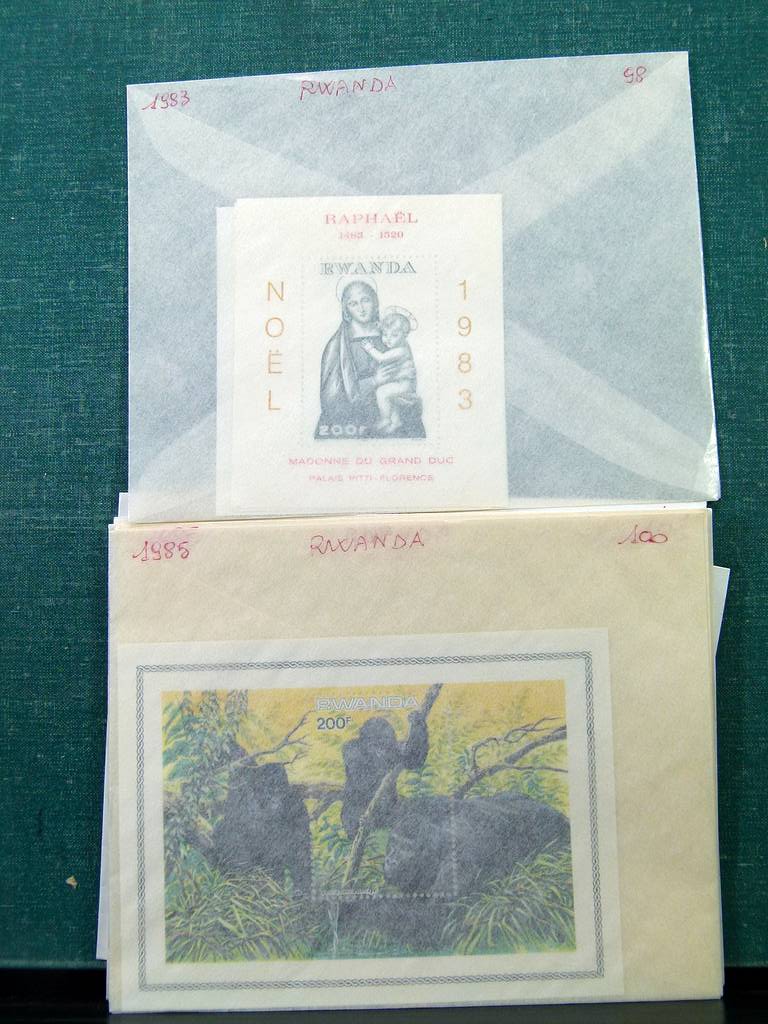 1983 RWANDA 98
RAPHAËL
1483 - 1520
RWANDA
NOËL
1983
200F
MADONNE DU GRAND DUC
PALAIS PITTI-FLORENCE
1985 RWANDA 100
RWANDA
200F